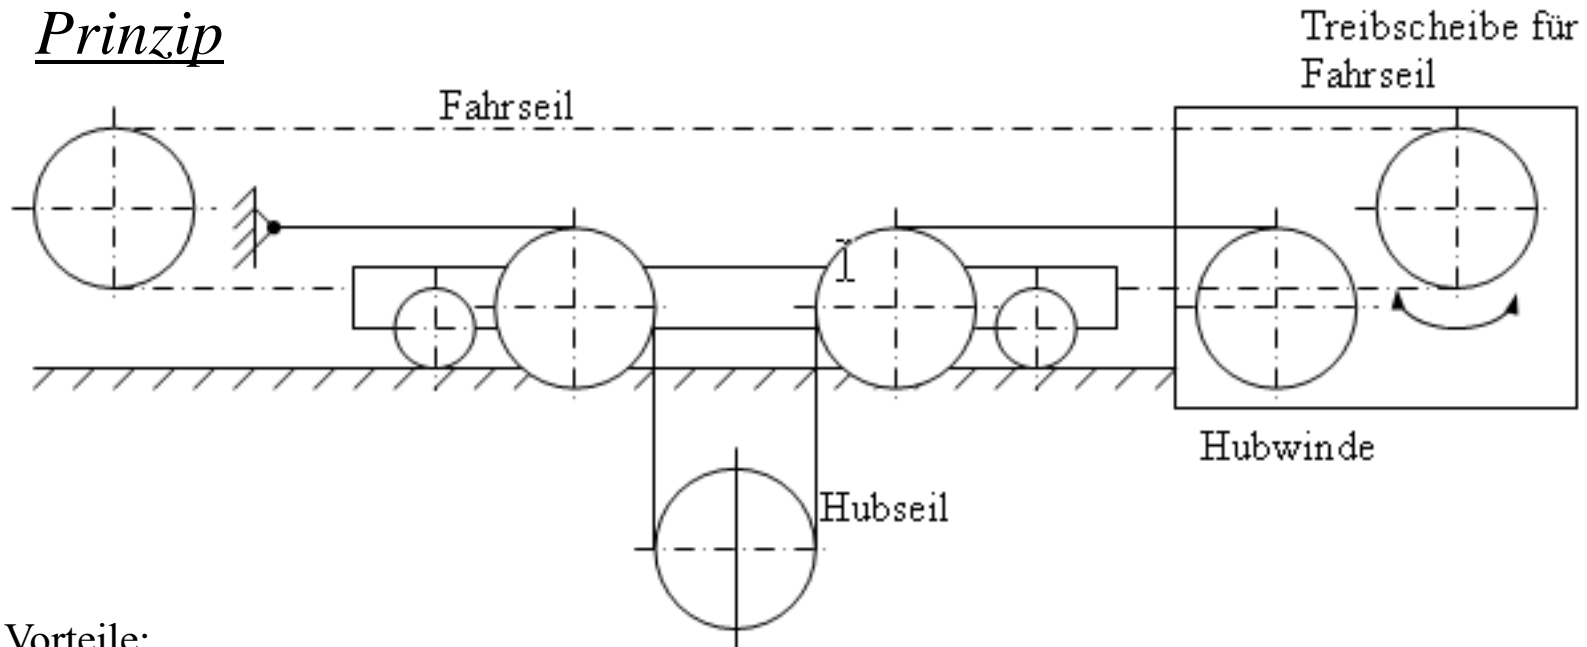 Prinzip
Treibscheibe für
Fahrseil
Fahrseil
Hubwinde
Hubseil
Vorteile: